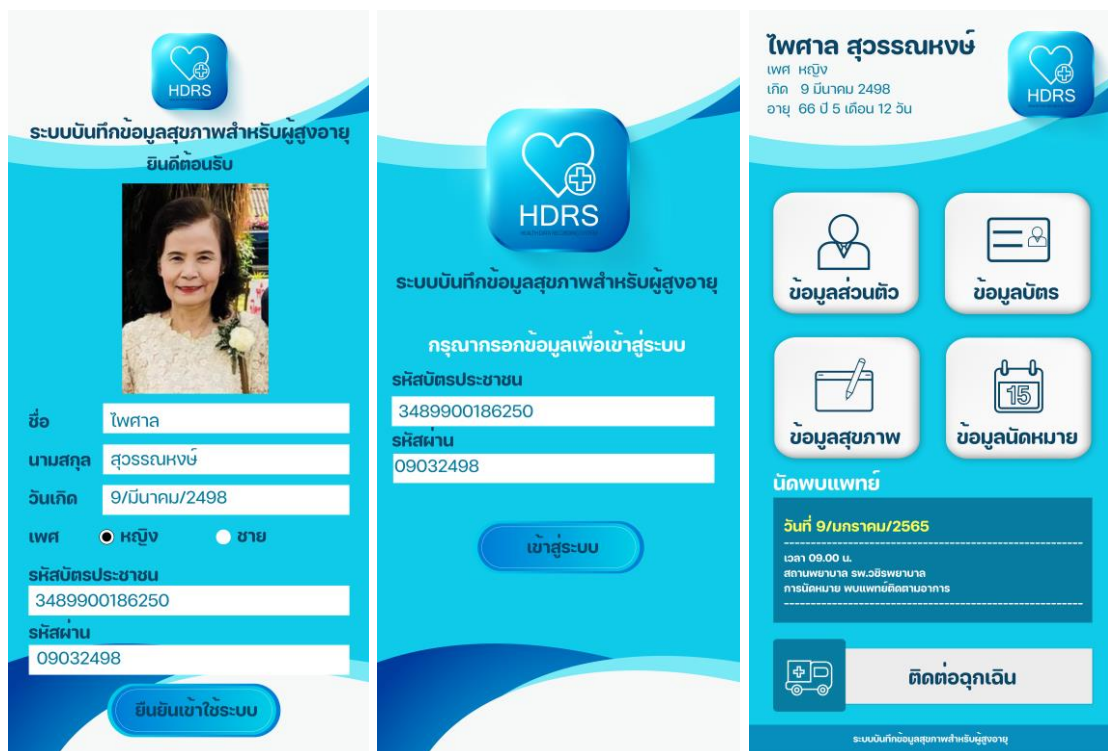 HDRS
ระบบบันทึกข้อมูลสุขภาพสำหรับผู้สูงอายุ
ยินดีต้อนรับ
ชื่อ ไพศาล
นามสกุล สุวรรณหงษ์
วันเกิด 9/มีนาคม/2498
เพศ หญิง ชาย
รหัสบัตรประชาชน
3489900186250
รหัสผ่าน
09032498
ยืนยันเข้าใช้ระบบ
HDRS
ระบบบันทึกข้อมูลสุขภาพสำหรับผู้สูงอายุ
กรุณากรอกข้อมูลเพื่อเข้าสู่ระบบ
รหัสบัตรประชาชน
3489900186250
รหัสผ่าน
09032498
เข้าสู่ระบบ
ไพศาล สุวรรณหงษ์
เพศ หญิง
เกิด 9 มีนาคม 2498
อายุ 66 ปี 5 เดือน 12 วัน
HDRS
ข้อมูลส่วนตัว
ข้อมูลบัตร
15
ข้อมูลสุขภาพ
ข้อมูลนัดหมาย
นัดพบแพทย์
วันที่ 9/มกราคม/2565
เวลา 09.00 น.
สถานพยาบาล รพ.วชิรพยาบาล
การนัดหมาย พบแพทย์ติดตามอาการ
ติดต่อฉุกเฉิน
ระบบบันทึกข้อมูลสุขภาพสำหรับผู้สูงอายุ